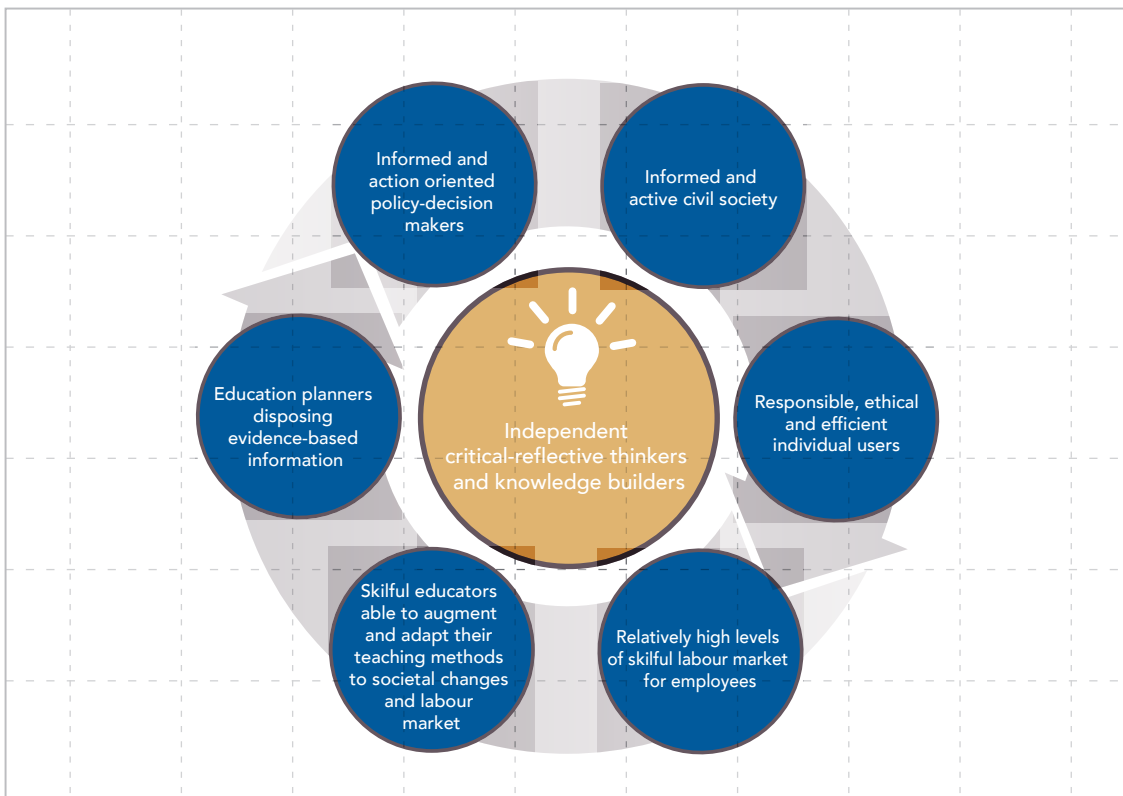 Informed and
action oriented
policy-decision
makers
Informed and
active civil society
Education planners
disposing
evidence-based
information
Independent
critical-reflective thinkers
and knowledge builders
Responsible, ethical
and efficient
individual users
Skilful educators
able to augment
and adapt their
teaching methods
to societal changes
and labour
market
Relatively high levels
of skilful labour market
for employees